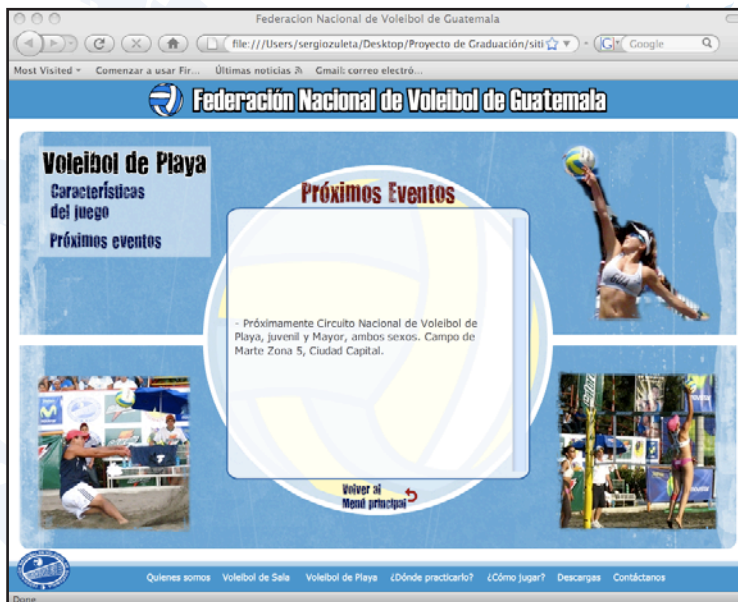 Federacion Nacional de Voleibol de Guatemala
file:///Users/sergiozuleta/Desktop/Proyecto de Graduación/siti
Google
Most Visited
Comenzar a usar Fir...
Últimas noticias
Gmail: correo electró...
Federación Nacional de Voleibol de Guatemala
Voleibol de Playa
Características
del juego
Próximos eventos
Próximos Eventos
- Próximamente Circuito Nacional de Voleibol de
Playa, juvenil y Mayor, ambos sexos. Campo de
Marte Zona 5, Ciudad Capital.
Volver al
Menú principal
Quienes somos
Voleibol de Sala
Voleibol de Playa
¿Dónde practicarlo?
¿Cómo jugar?
Descargas
Contáctanos
Done